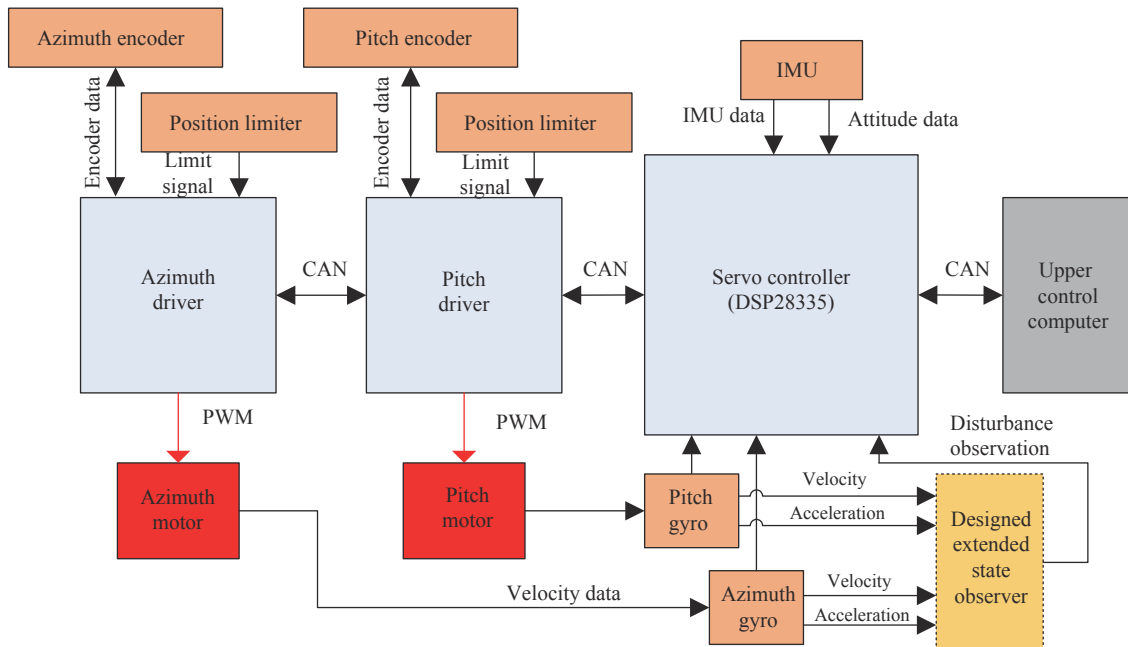 Azimuth encoder
Pitch encoder
IMU
Encoder data
Position limiter
Encoder data
Position limiter
IMU data
Attitude data
Limit
signal
Limit
signal
Azimuth
driver
CAN
Pitch
driver
CAN
Servo controller
(DSP28335)
CAN
Upper
control
computer
PWM
PWM
Disturbance
observation
Azimuth
motor
Pitch
motor
Pitch
gyro
Velocity
Acceleration
Designed
extended
state
observer
Velocity data
Azimuth
gyro
Velocity
Acceleration